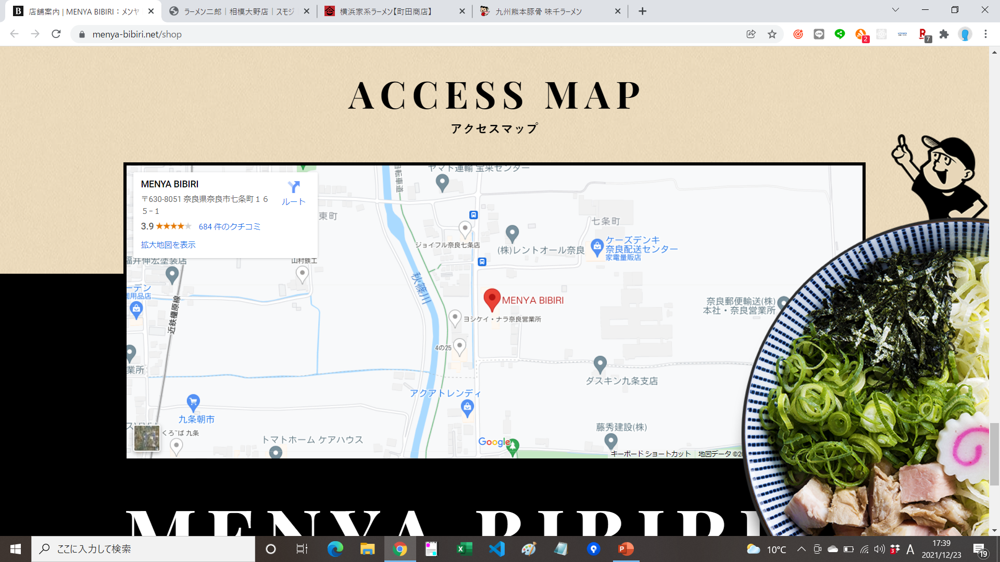 店舗案内 | MENYA BIBIRI：メンヤ
ラーメン二郎｜相模大野店｜スモジ
横浜家系ラーメン【町田商店】
九州熊本豚骨 味千ラーメン
menya-bibiri.net/shop
2
7
ACCESS MAP
アクセスマップ
MENYA BIBIRI
〒630-8051 奈良県奈良市七条町１６
５−１
ルート
3.9
684 件のクチコミ
拡大地図を表示
ヤマト運輸 宝来センター
自転車道
東町
七条町
ジョイフル奈良七条店
(株)レントオール奈良
ケーズデンキ
奈良配送センター
家電量販店
福井伸宏塗装店
山村鉄工
秋篠川
ーデン
園用品店
近鉄橿原線
MENYA BIBIRI
奈良郵便輸送(株)
本社・奈良営業所
ヨシケイ・ナラ奈良営業所
4の25
業所
ダスキン九条支店
アクアトレンディ
九条朝市
くろ〜ば 九条
トマトホーム ケアハウス
藤秀建設(株)
Google
キーボード ショートカット
地図データ ©20
MENYA BIBIRI
ここに入力して検索
10°C
A
17:39
2021/12/23
3
19